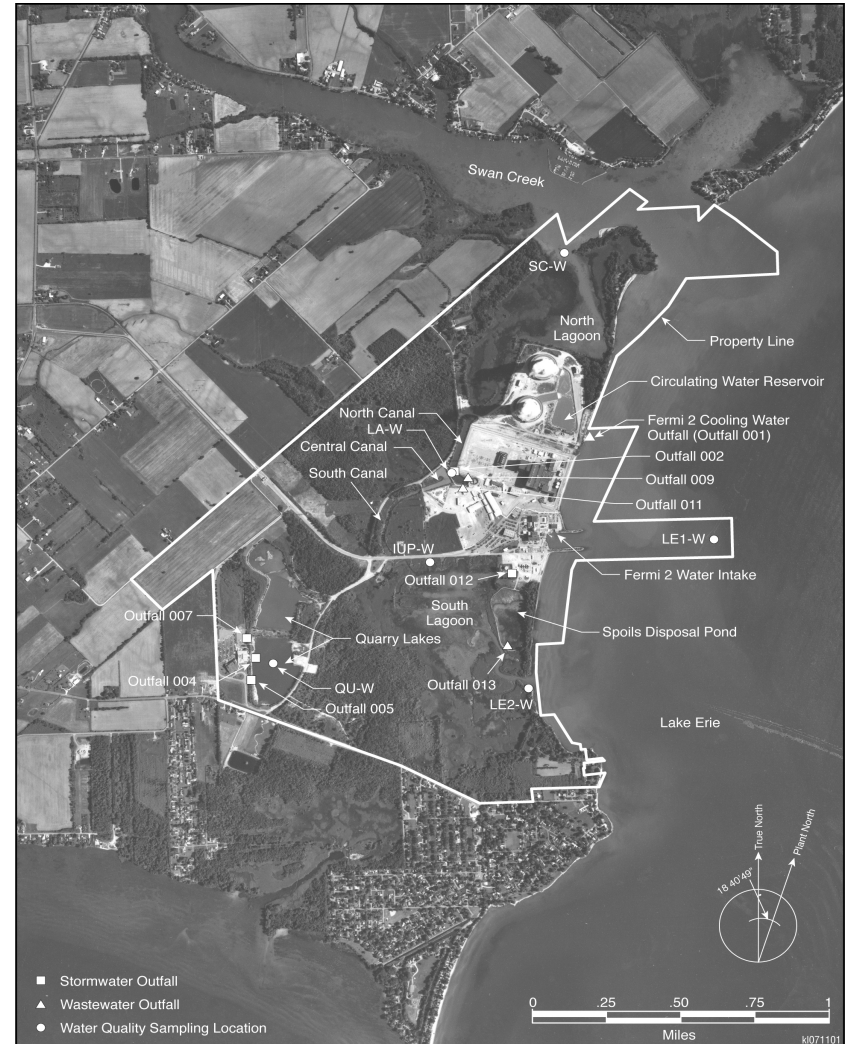 Swan Creek
SC-W
North
Lagoon
Property Line
Circulating Water Reservoir
North Canal
LA-W
Central Canal
South Canal
Fermi 2 Cooling Water
Outfall (Outfall 001)
Outfall 002
Outfall 009
Outfall 011
LE1-W
IUP-W
Outfall 012
Fermi 2 Water Intake
Outfall 007
South
Lagoon
Quarry Lakes
Spoils Disposal Pond
Outfall 004
QU-W
Outfall 005
Outfall 013
LE2-W
Lake Erie
True North
Plant North
18 40'49"
Stormwater Outfall
Wastewater Outfall
Water Quality Sampling Location
0 .25 .50 .75 1
Miles
kl071101